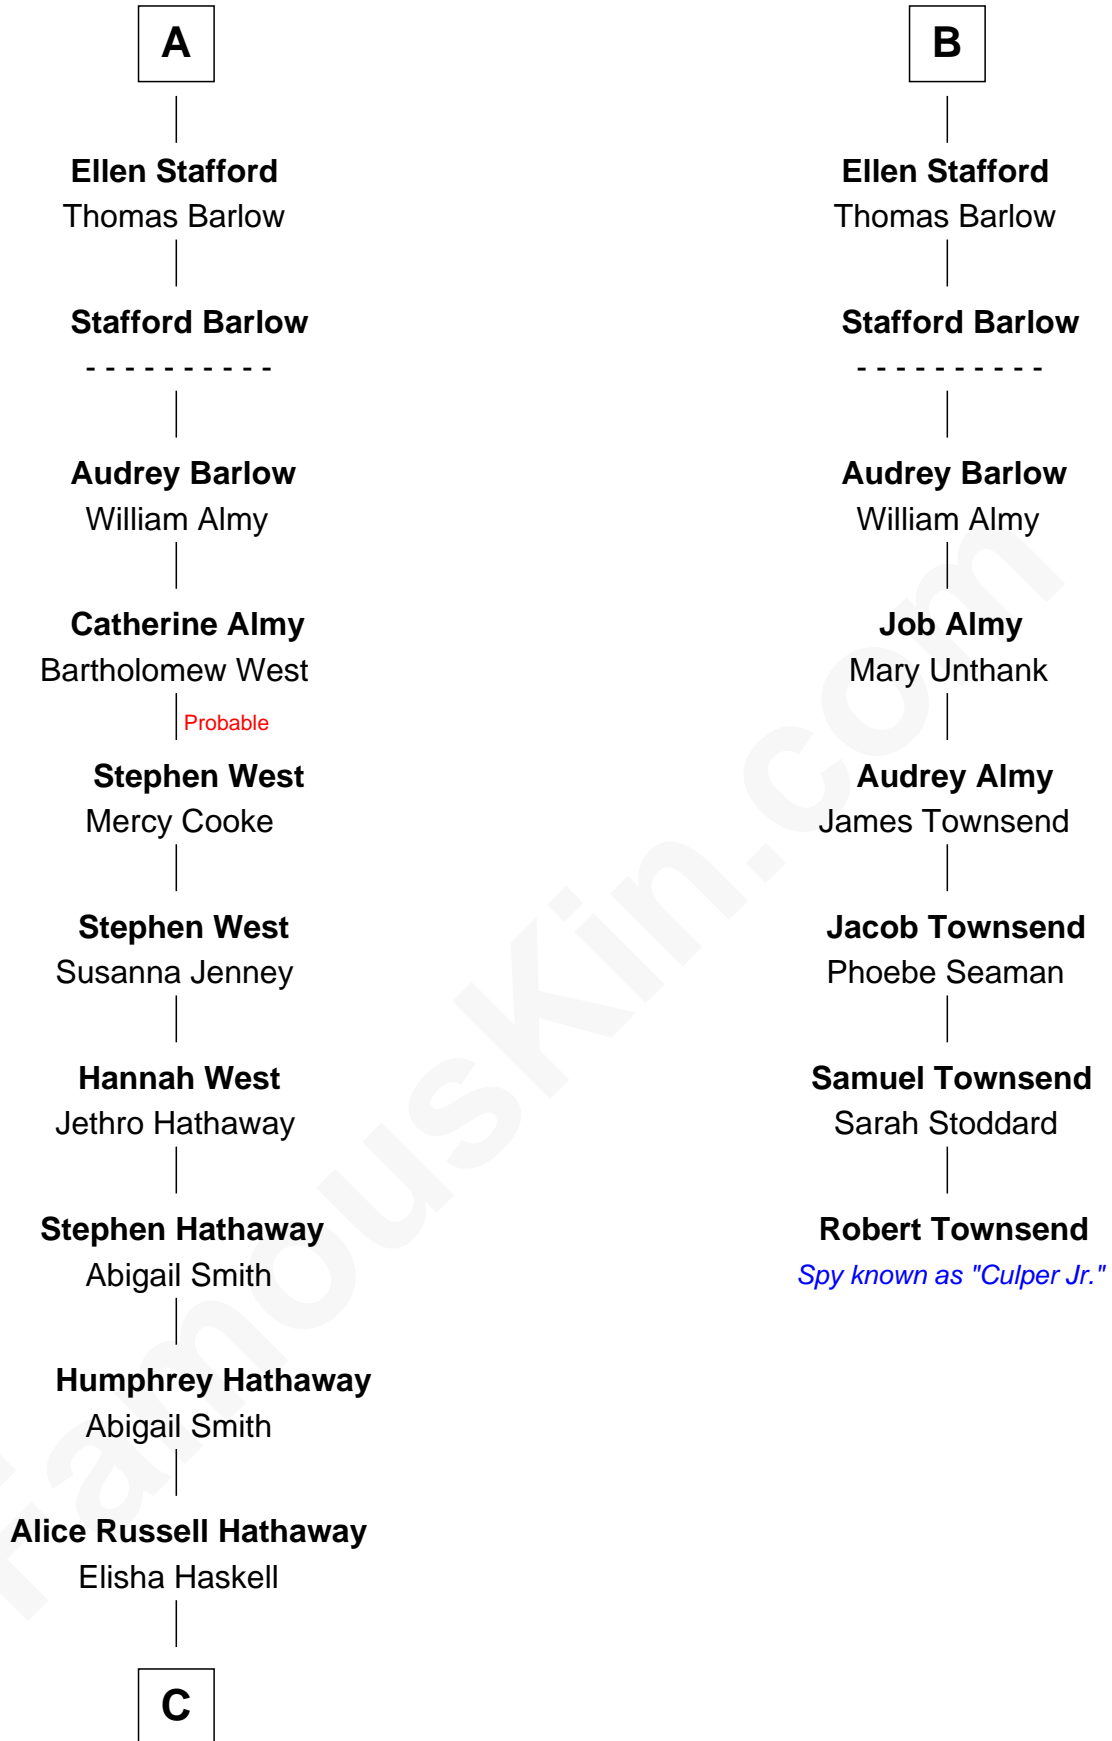 A
Ellen Stafford
Thomas Barlow
Stafford Barlow
- - - - - - - - - -
Audrey Barlow
William Almy
Catherine Almy
Bartholomew West
Probable
Stephen West
Mercy Cooke
Stephen West
Susanna Jenney
Hannah West
Jethro Hathaway
Stephen Hathaway
Abigail Smith
Humphrey Hathaway
Abigail Smith
Alice Russell Hathaway
Elisha Haskell
C
B
Ellen Stafford
Thomas Barlow
Stafford Barlow
- - - - - - - - - -
Audrey Barlow
William Almy
Job Almy
Mary Unthank
Audrey Almy
James Townsend
Jacob Townsend
Phoebe Seaman
Samuel Townsend
Sarah Stoddard
Robert Townsend
Spy known as "Culper Jr."
FamousKin.com